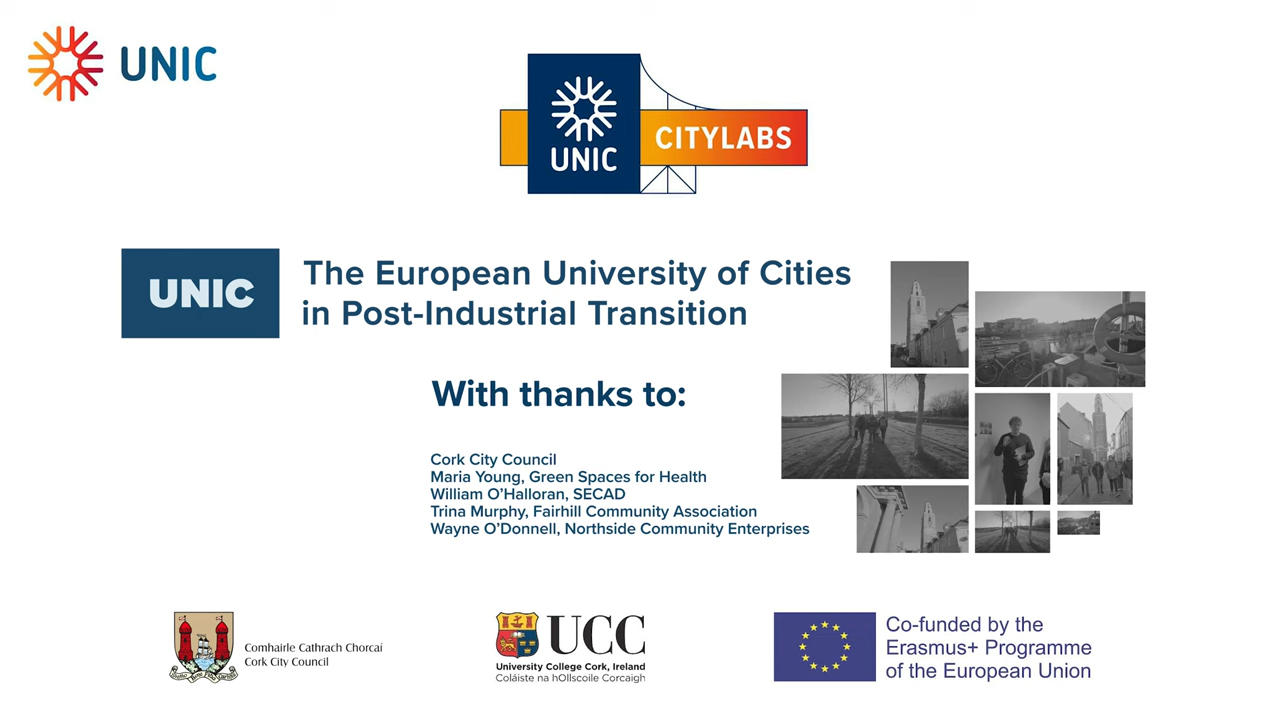 UNIC
UNIC
CITYLABS
UNIC
The European University of Cities
in Post-Industrial Transition
With thanks to:
Cork City Council
Maria Young, Green Spaces for Health
William O'Halloran, SECAD
Trina Murphy, Fairhill Community Association
Wayne O'Donnell, Northside Community Enterprises
Comhairle Cathrach Chorcaí
Cork City Council
UCC
University College Cork, Ireland
Coláiste na hOllscoile Corcaigh
Co-funded by the
Erasmus+ Programme
of the European Union